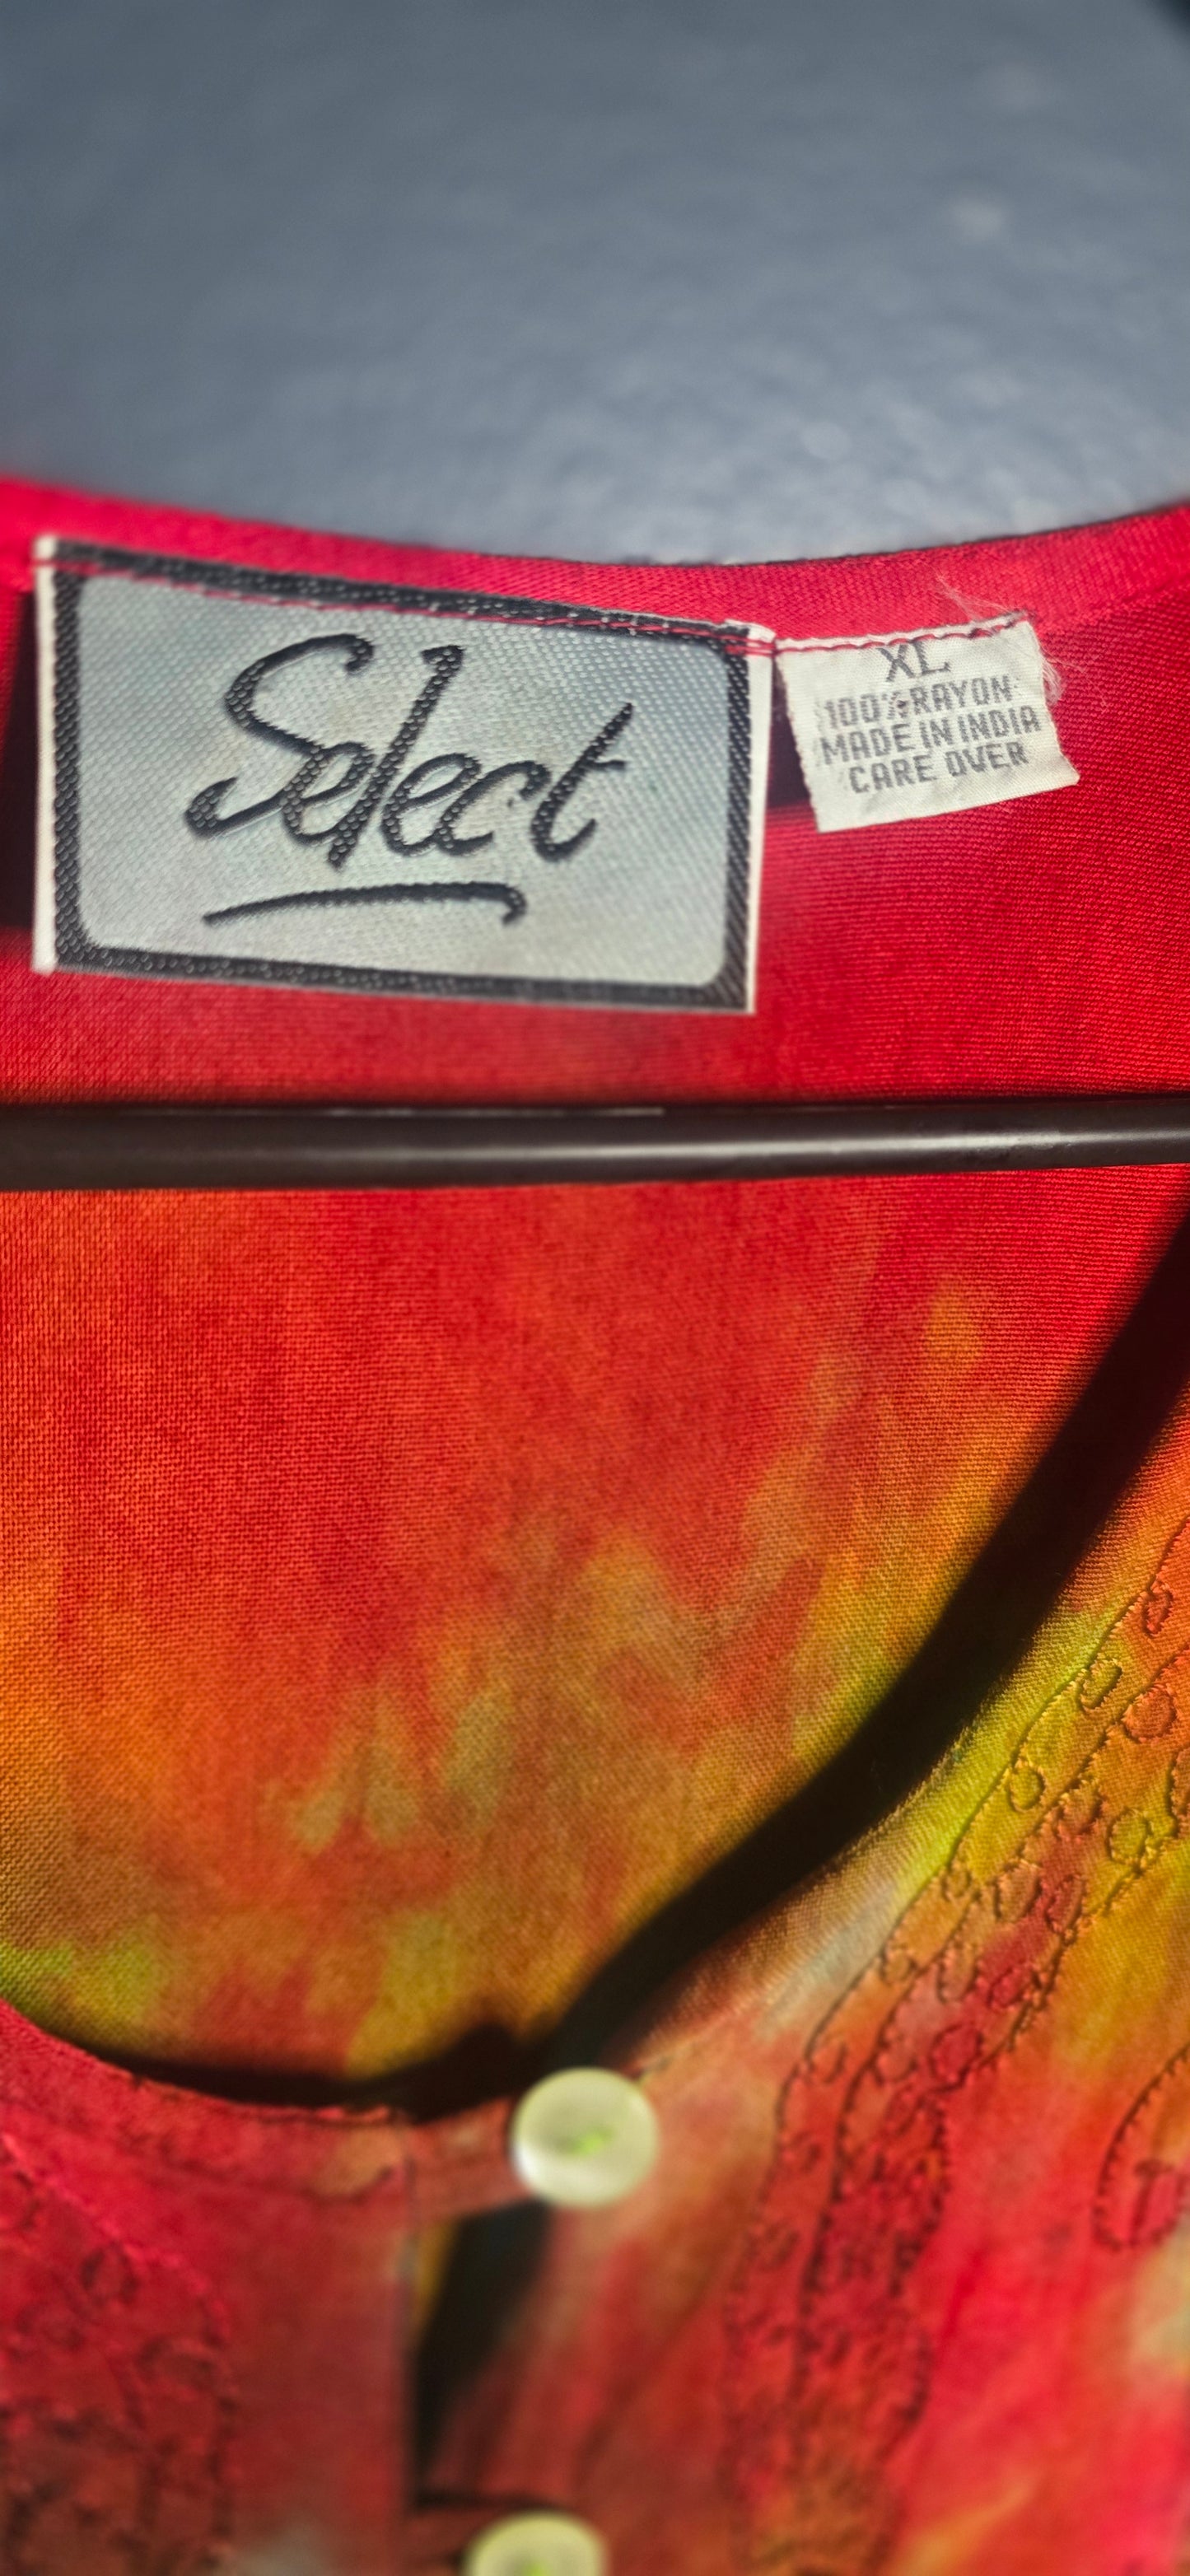 Select
XL
100% RAYON
MADE IN INDIA
CARE OVER